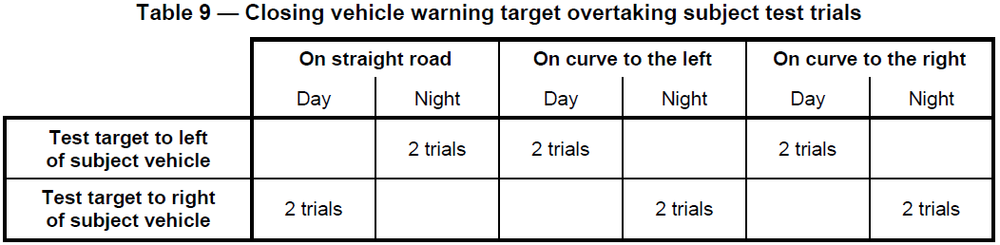 Table 9 — Closing vehicle warning target overtaking subject test trials
On straight road On curve to the left On curve to the right
Day Night Day Night Day Night
Test target to left
of subject vehicle
2 trials 2 trials 2 trials
Test target to right
of subject vehicle
2 trials 2 trials 2 trials